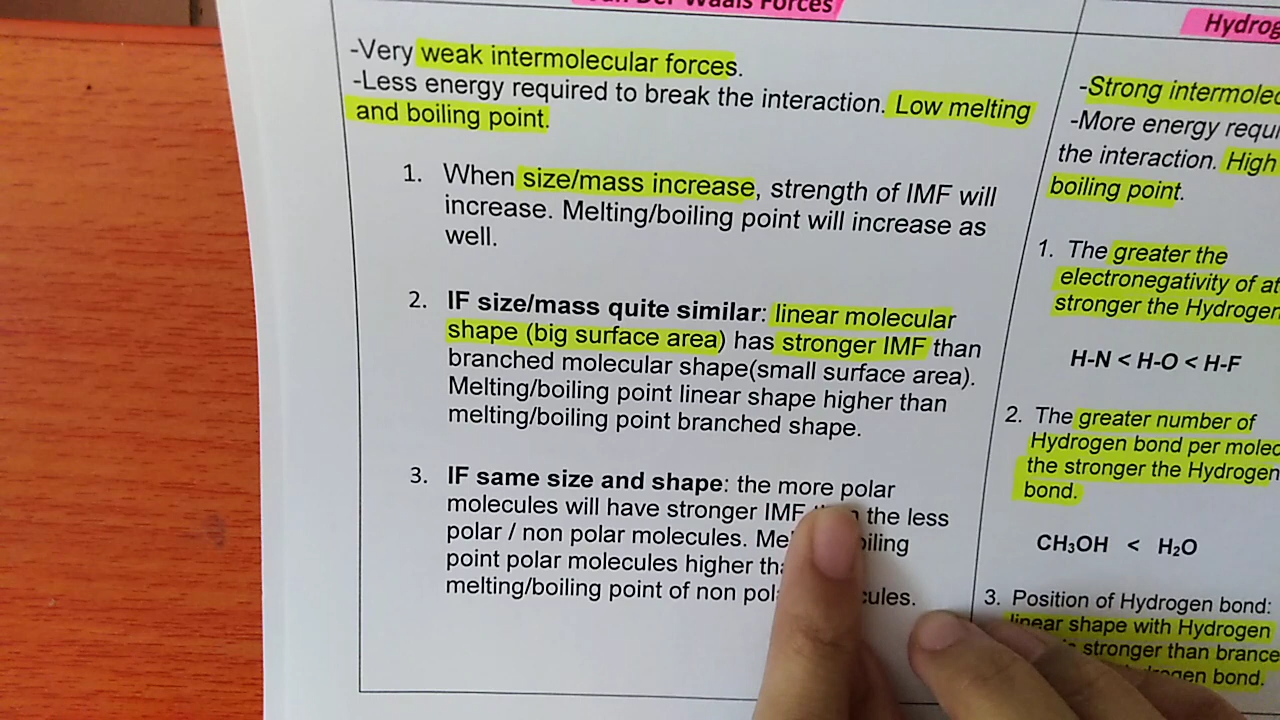 Van Der Waals Forces
-Very weak intermolecular forces.
-Less energy required to break the interaction. Low melting
and boiling point.
1. When size/mass increase, strength of IMF will
increase. Melting/boiling point will increase as
well.
2. IF size/mass quite similar: linear molecular
shape (big surface area) has stronger IMF than
branched molecular shape(small surface area).
Melting/boiling point linear shape higher than
melting/boiling point branched shape.
3. IF same size and shape: the more polar
molecules will have stronger IMF the less
polar / non polar molecules.
point polar molecules higher
melting/boiling point of non
Strong
-More energy
the interaction. High
boiling point.
1. The greater the
electronegativity of
stronger the Hydrogen
H-N < H-O < H-F
2. The greater number of
Hydrogen bond per
the stronger the Hydrogen
bond.
CH₃OH < H₂O
3. Position of Hydrogen bond:
linear shape with Hydrogen
stronger than
bond.